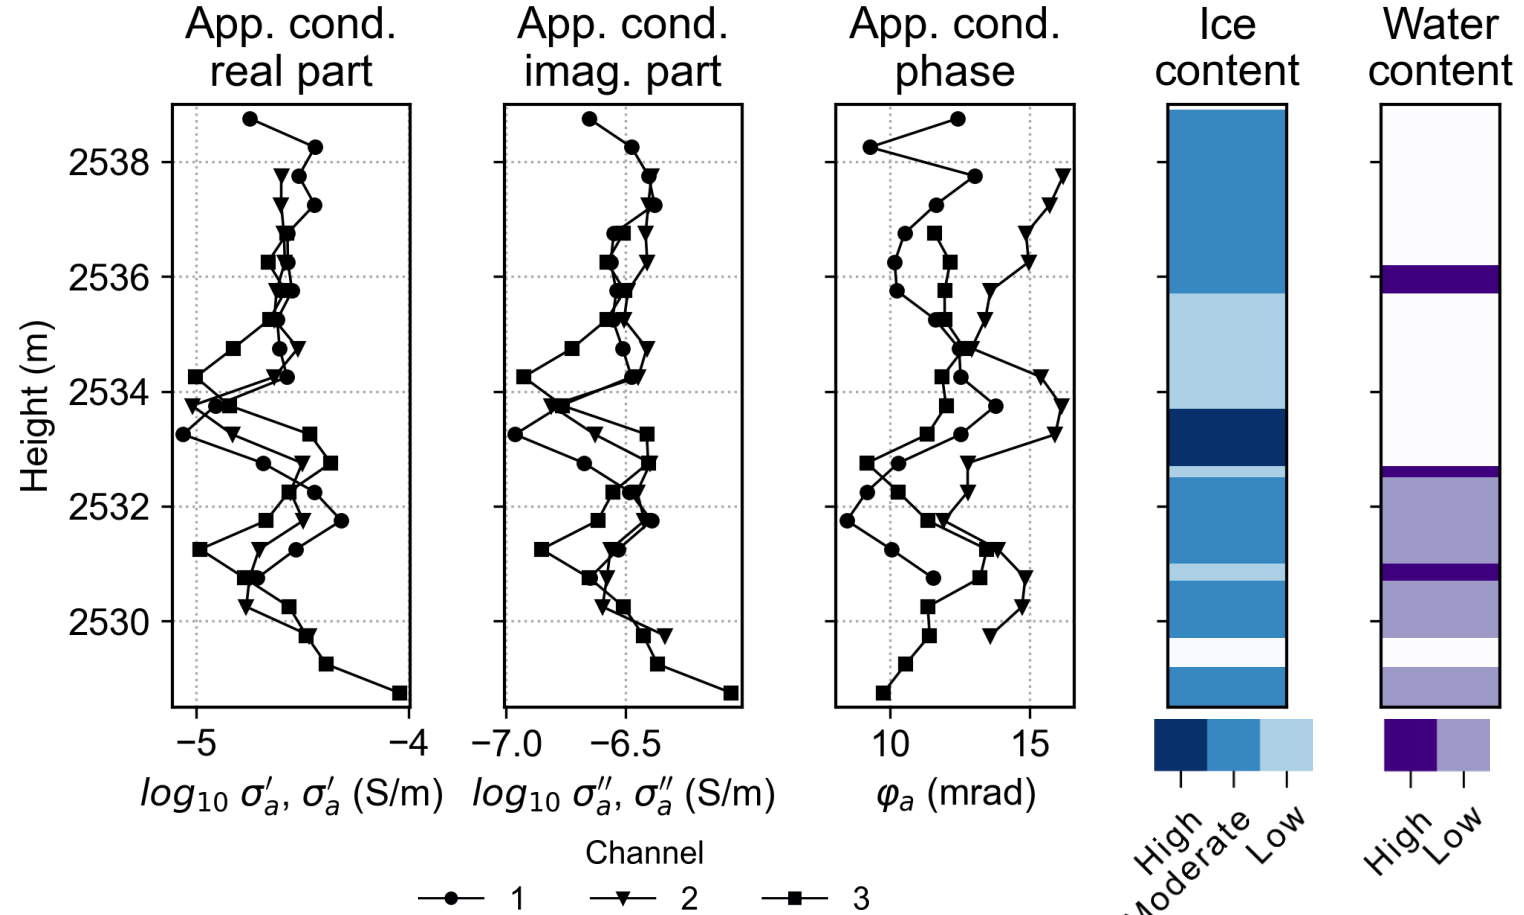 App. cond.
real part
App. cond.
imag. part
App. cond.
phase
Ice
content
Water
content
Height (m)
2538
2536
2534
2532
2530
−5
−4
−7.0
−6.5
10
15
log₁₀ σ′ₐ, σ′ₐ (S/m)
log₁₀ σ″ₐ, σ″ₐ (S/m)
φₐ (mrad)
High
Moderate
Low
High
Low
Channel
1
2
3